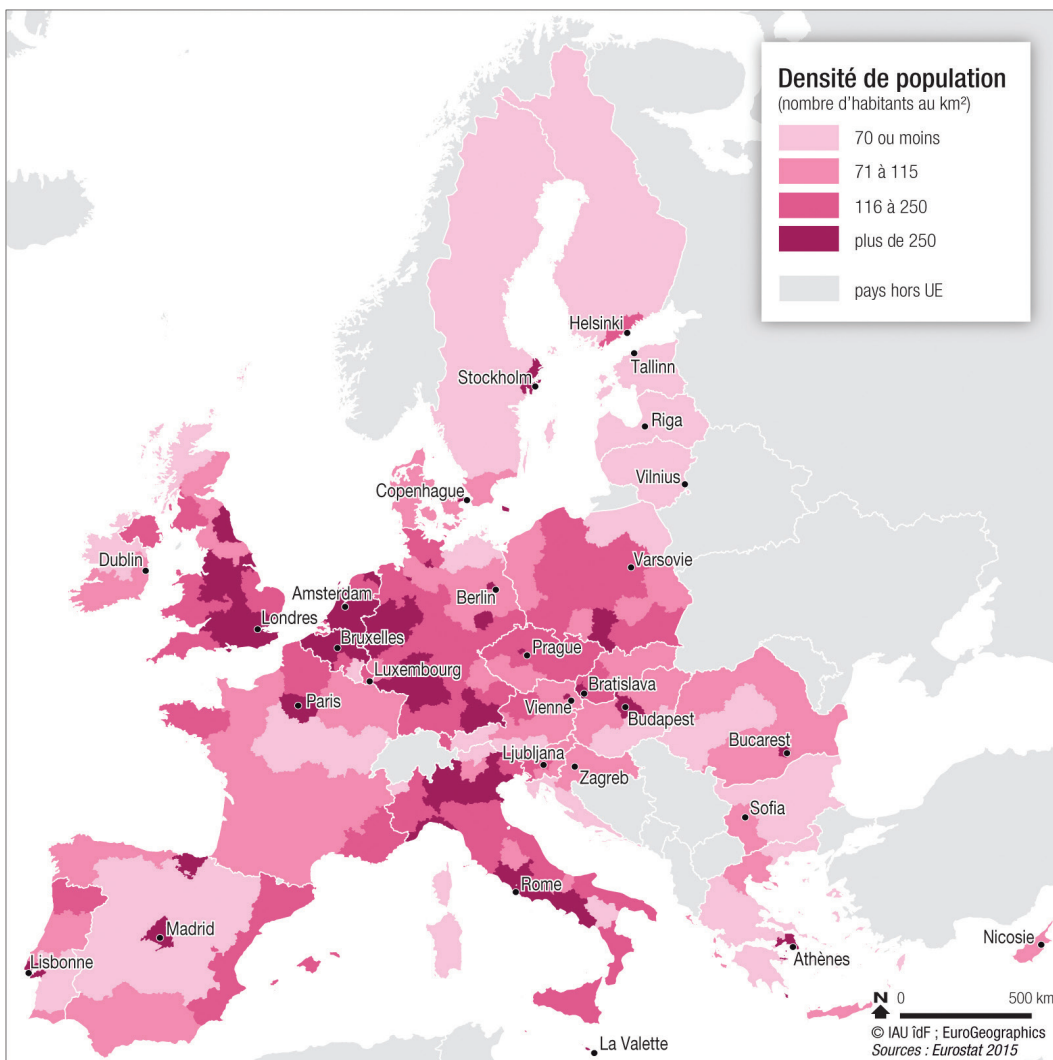 Densité de population
(nombre d'habitants au km²)
70 ou moins
71 à 115
116 à 250
plus de 250
pays hors UE
Helsinki
Tallinn
Stockholm
Riga
Vilnius
Copenhague
Dublin
Varsovie
Amsterdam
Berlin
Londres
Bruxelles
Prague
Luxembourg
Paris
Bratislava
Vienne
Budapest
Bucarest
Ljubljana
Zagreb
Sofia
Rome
Madrid
Lisbonne
Athènes
Nicosie
La Valette
N 0 500 km
© IAU îdF ; EuroGeographics
Sources : Eurostat 2015